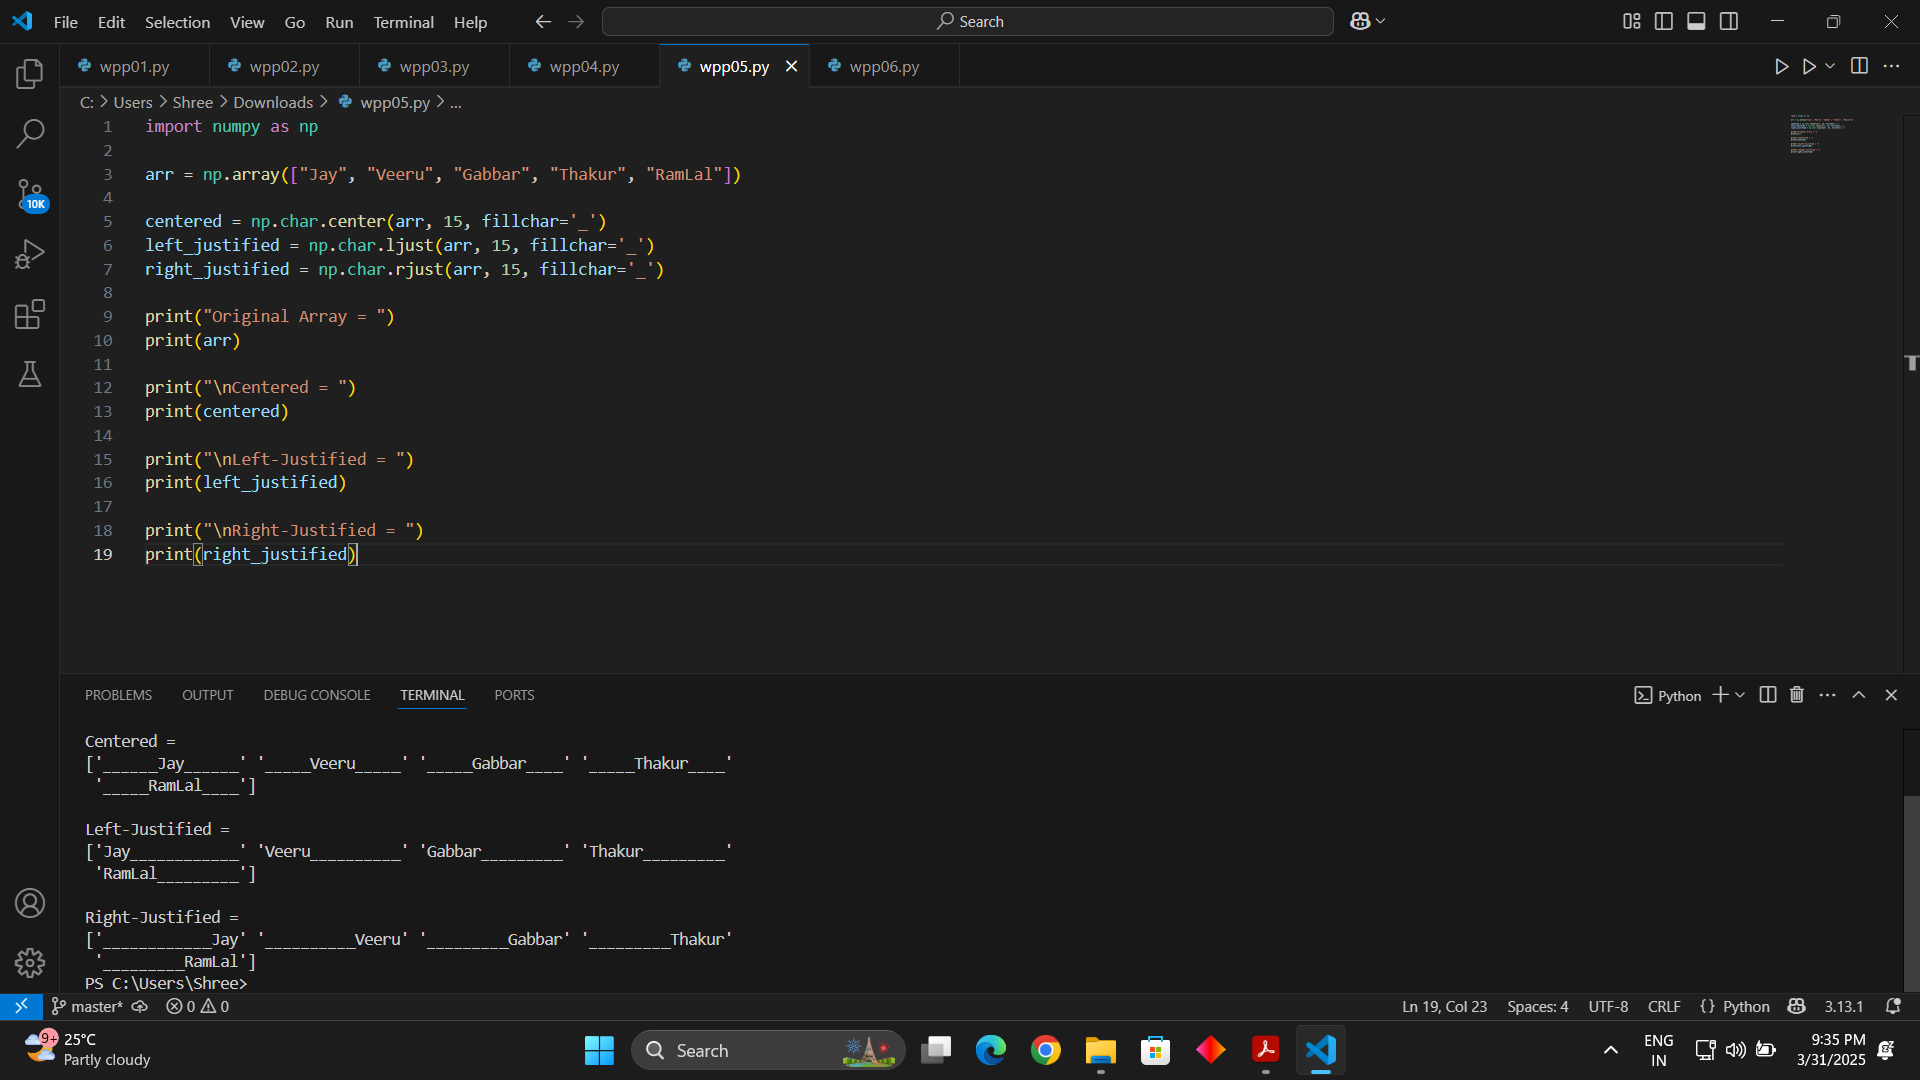 File Edit Selection View Go Run Terminal Help Search
wpp01.py wpp02.py wpp03.py wpp04.py wpp05.py wpp06.py
C: > Users > Shree > Downloads > wpp05.py > ...
1 import numpy as np
2
3 arr = np.array(["Jay", "Veeru", "Gabbar", "Thakur", "RamLal"])
4
5 centered = np.char.center(arr, 15, fillchar='_')
6 left_justified = np.char.ljust(arr, 15, fillchar='_')
7 right_justified = np.char.rjust(arr, 15, fillchar='_')
8
9 print("Original Array = ")
10 print(arr)
11
12 print("\nCentered = ")
13 print(centered)
14
15 print("\nLeft-Justified = ")
16 print(left_justified)
17
18 print("\nRight-Justified = ")
19 print(right_justified)
10K
PROBLEMS OUTPUT DEBUG CONSOLE TERMINAL PORTS Python
Centered =
['______Jay______' '_____Veeru_____' '_____Gabbar____' '_____Thakur____'
'_____RamLal____']
Left-Justified =
['Jay____________' 'Veeru__________' 'Gabbar_________' 'Thakur_________'
'RamLal_________']
Right-Justified =
['____________Jay' '__________Veeru' '_________Gabbar' '_________Thakur'
'_________RamLal']
PS C:\Users\Shree>
master* 0 0 Ln 19, Col 23 Spaces: 4 UTF-8 CRLF {} Python 3.13.1
9+ 25°C
Partly cloudy
Search
ENG
IN
9:35 PM
3/31/2025